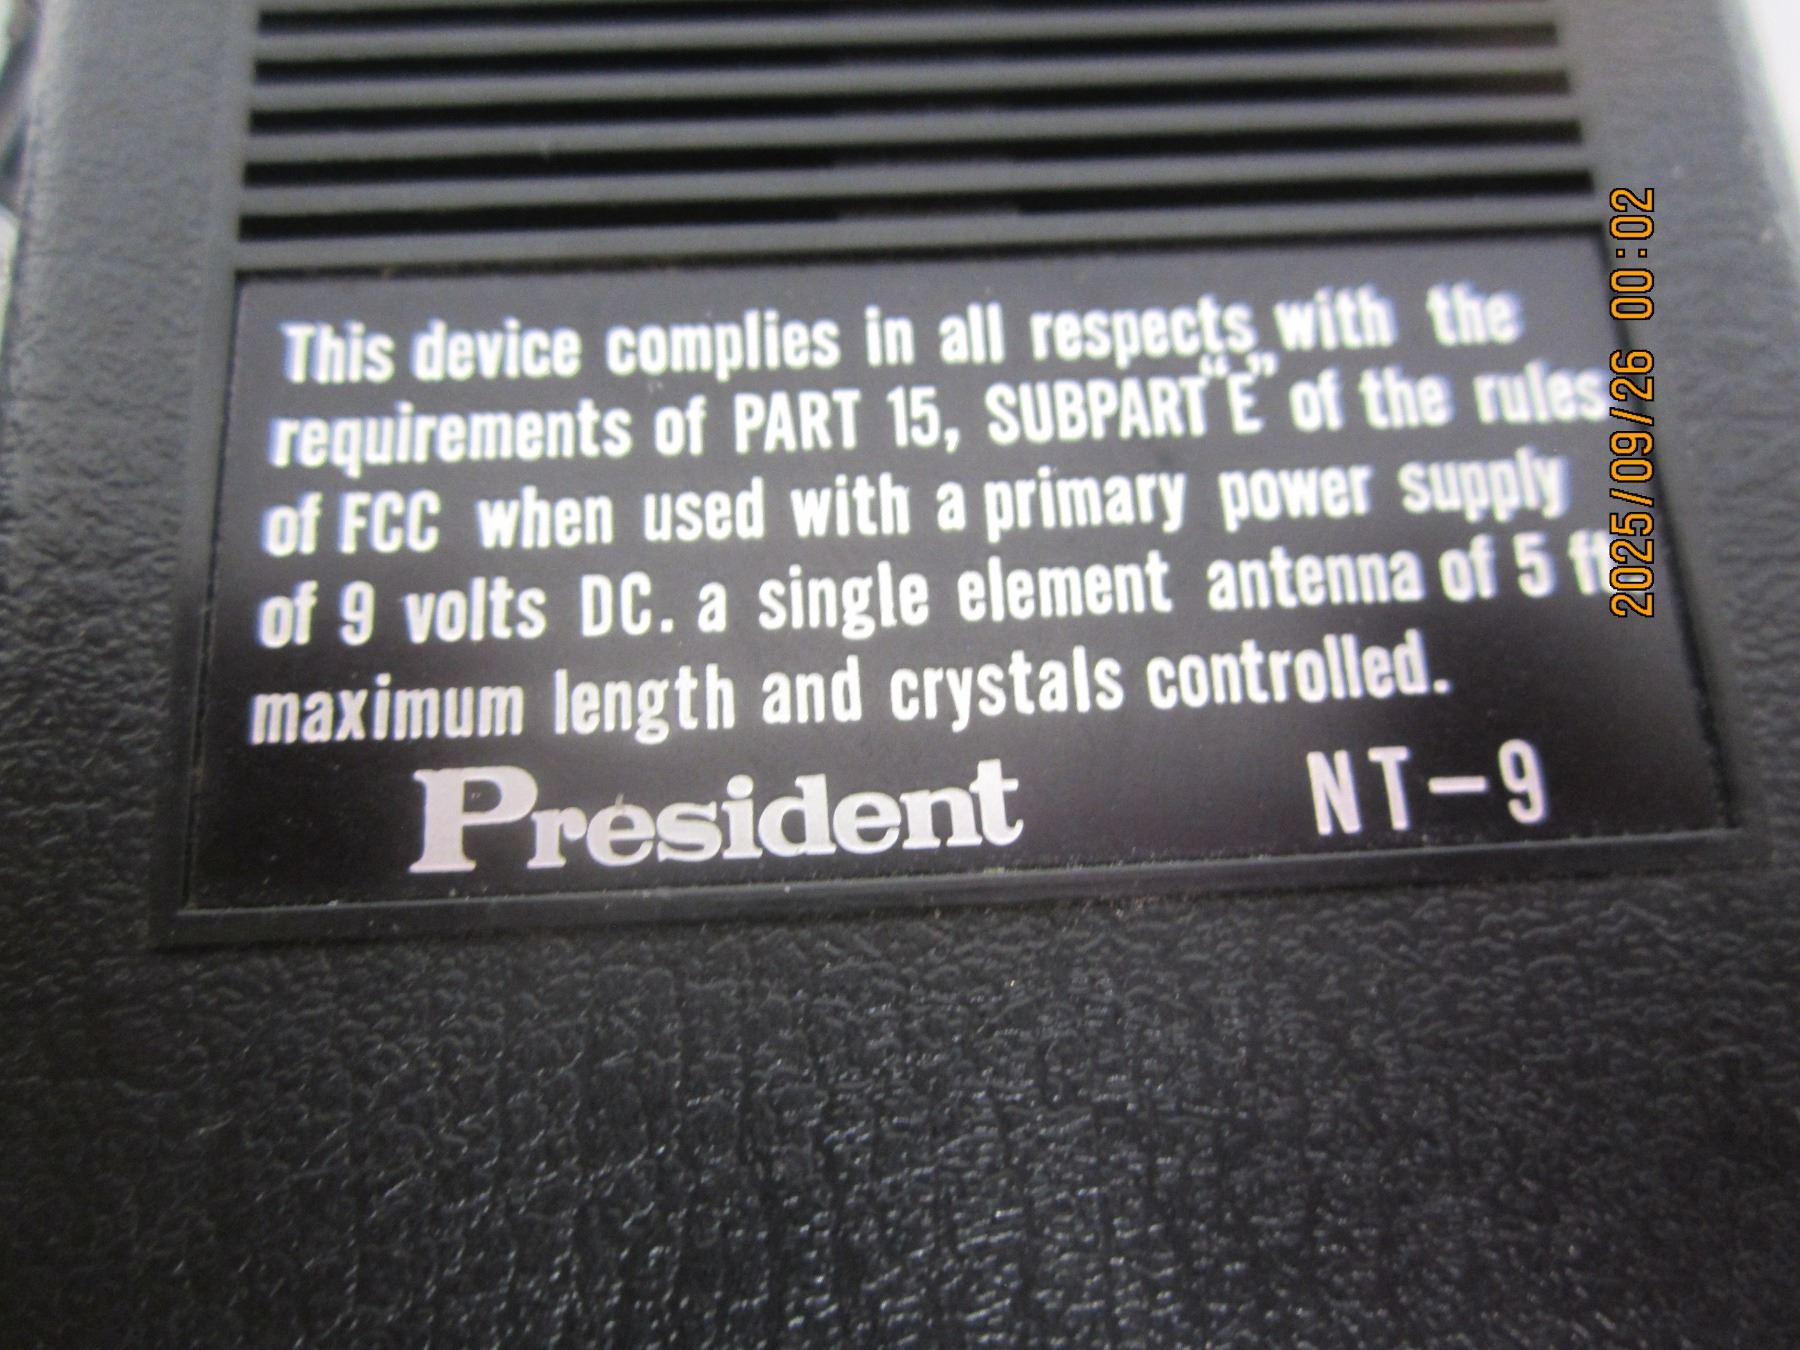 This device complies in all respects with the
requirements of PART 15, SUBPART "E" of the rules
of FCC when used with a primary power supply
of 9 volts DC. a single element antenna of 5 ft
maximum length and crystals controlled.
President NT-9
2025/09/26 00:02